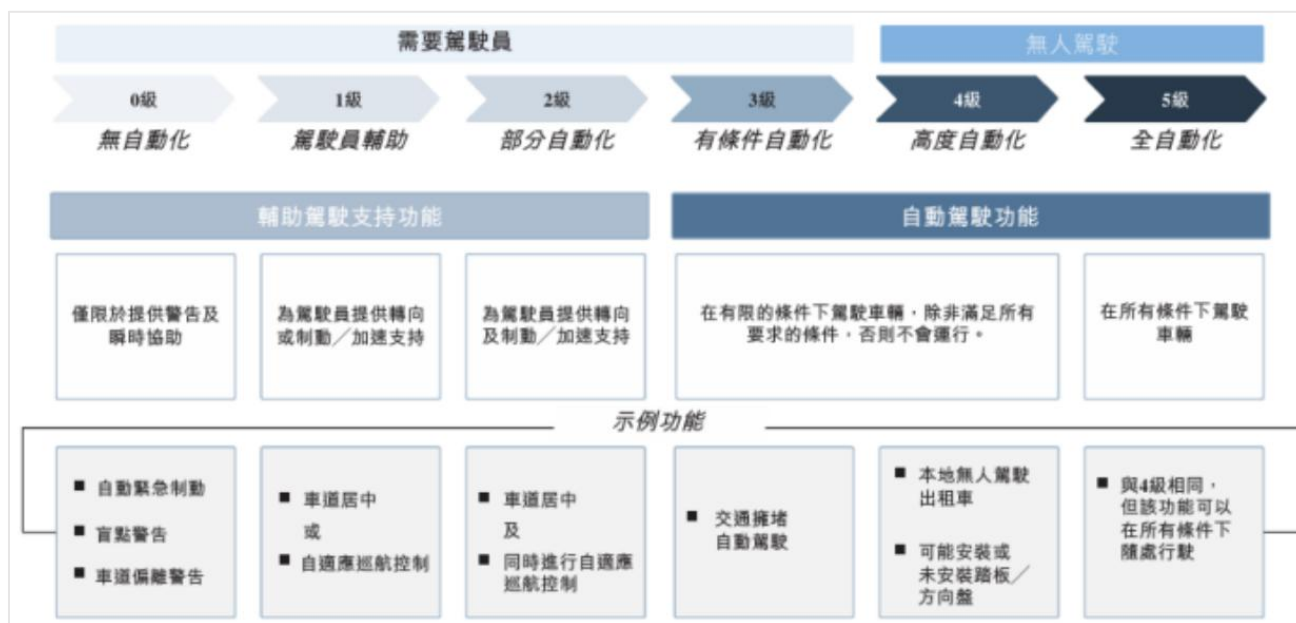 需要駕駛員
無人駕駛
0級
1級
2級
3級
4級
5級
無自動化
駕駛員輔助
部分自動化
有條件自動化
高度自動化
全自動化
輔助駕駛支持功能
自動駕駛功能
僅限於提供警告及
瞬時協助
為駕駛員提供轉向
或制動／加速支持
為駕駛員提供轉向
及制動／加速支持
在有限的條件下駕駛車輛，除非滿足所有
要求的條件，否則不會運行。
在所有條件下駕駛
車輛
示例功能
■ 自動緊急制動
■ 盲點警告
■ 車道偏離警告
■ 車道居中
或
■ 自適應巡航控制
■ 車道居中
及
■ 同時進行自適應
巡航控制
■ 交通擁堵
自動駕駛
■ 本地無人駕駛
出租車
■ 可能安裝或
未安裝踏板／
方向盤
■ 與4級相同，
但該功能可以
在所有條件下
隨處行駛